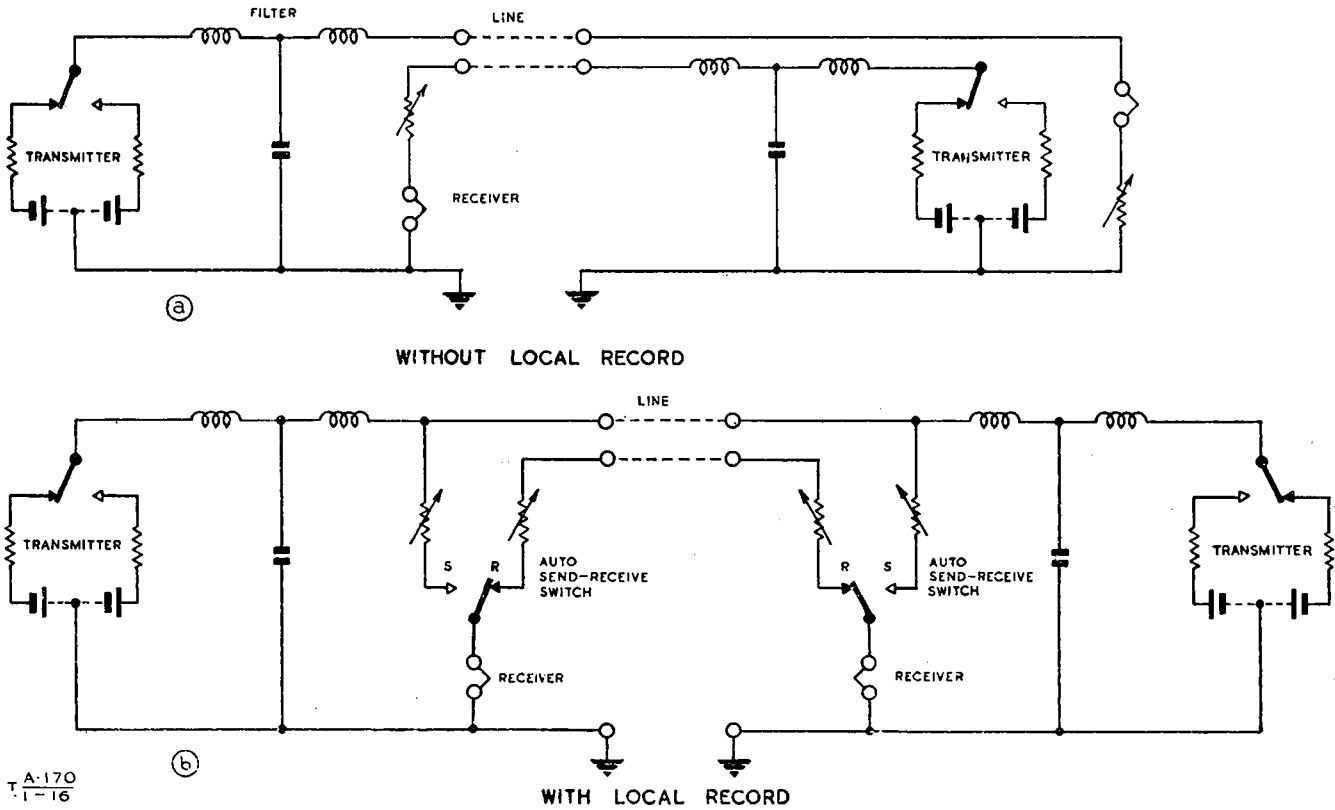 FILTER
LINE
TRANSMITTER
RECEIVER
TRANSMITTER
a
WITHOUT LOCAL RECORD
LINE
TRANSMITTER
S R
AUTO
SEND-RECEIVE
SWITCH
RECEIVER
R S
AUTO
SEND-RECEIVE
SWITCH
RECEIVER
TRANSMITTER
b
T. A·170
1-16
WITH LOCAL RECORD